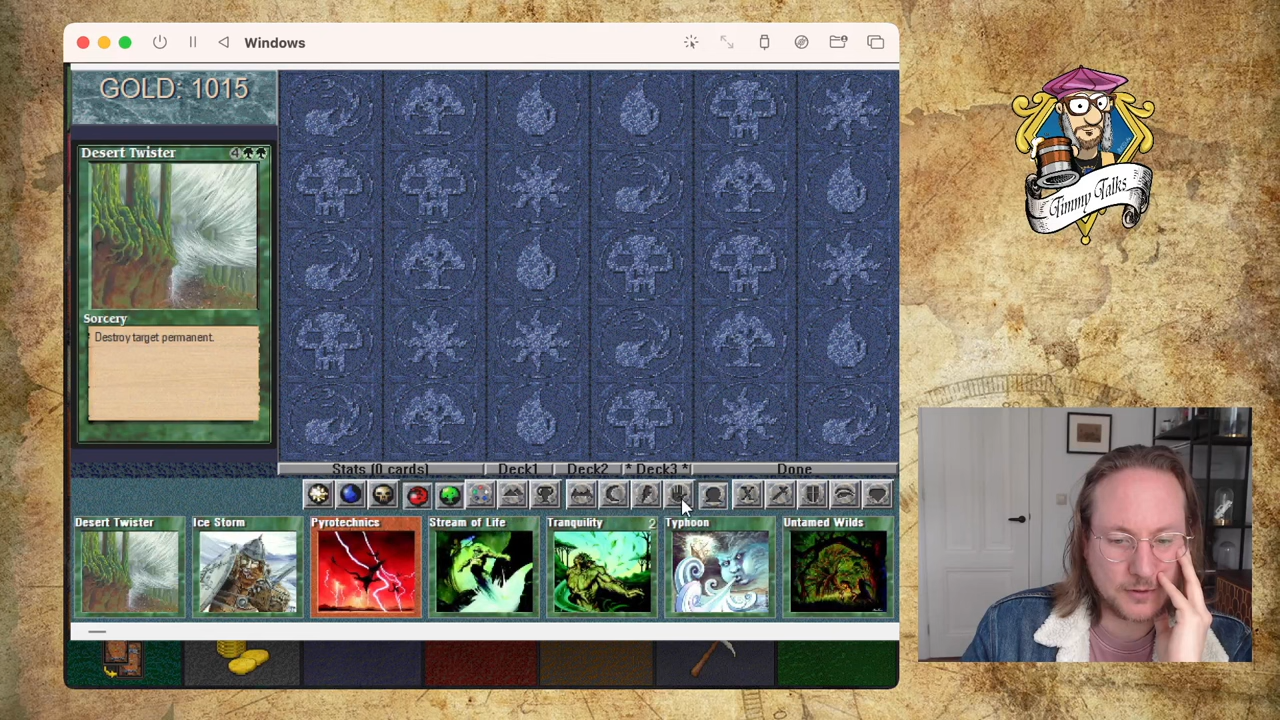 Windows
GOLD: 1015
Desert Twister 4
Sorcery
Destroy target permanent.
Stats [0 cards] Deck1 Deck2 * Deck3 * Done
Desert Twister Ice Storm Pyrotechnics Stream of Life Tranquility 2 Typhoon Untamed Wilds
Timmy Talks